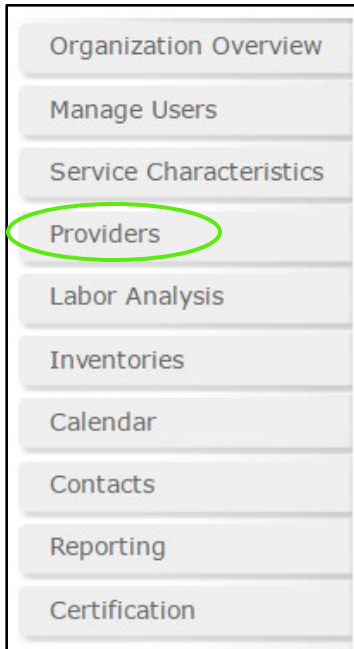 Organization Overview
Manage Users
Service Characteristics
Providers
Labor Analysis
Inventories
Calendar
Contacts
Reporting
Certification